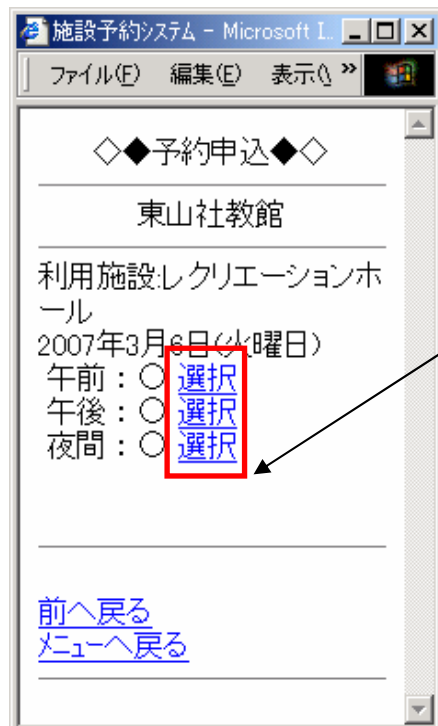 施設予約システム - Microsoft I...
ファイル(F) 編集(E) 表示(V) »
◇◆予約申込◆◇
東山社教館
利用施設:レクリエーションホ
ール
2007年3月6日(火曜日)
午前：○ 選択
午後：○ 選択
夜間：○ 選択
前へ戻る
メニューへ戻る